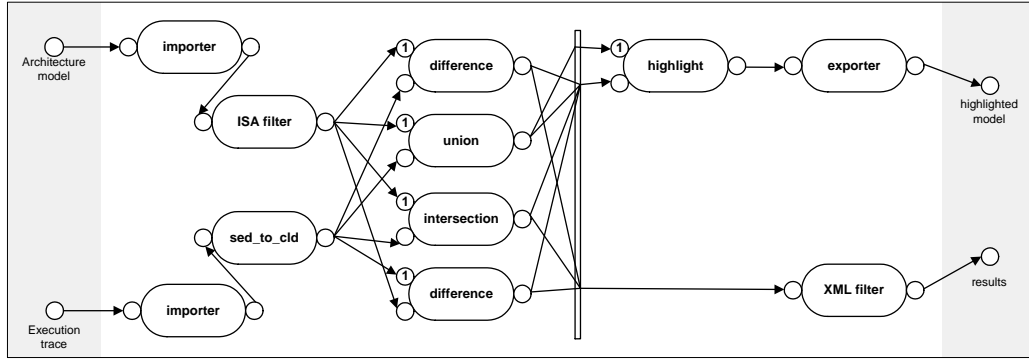 Architecture
model
importer
ISA filter
1
difference
1
union
1
intersection
1
difference
sed_to_cld
Execution
trace
importer
1
highlight
exporter
highlighted
model
XML filter
results